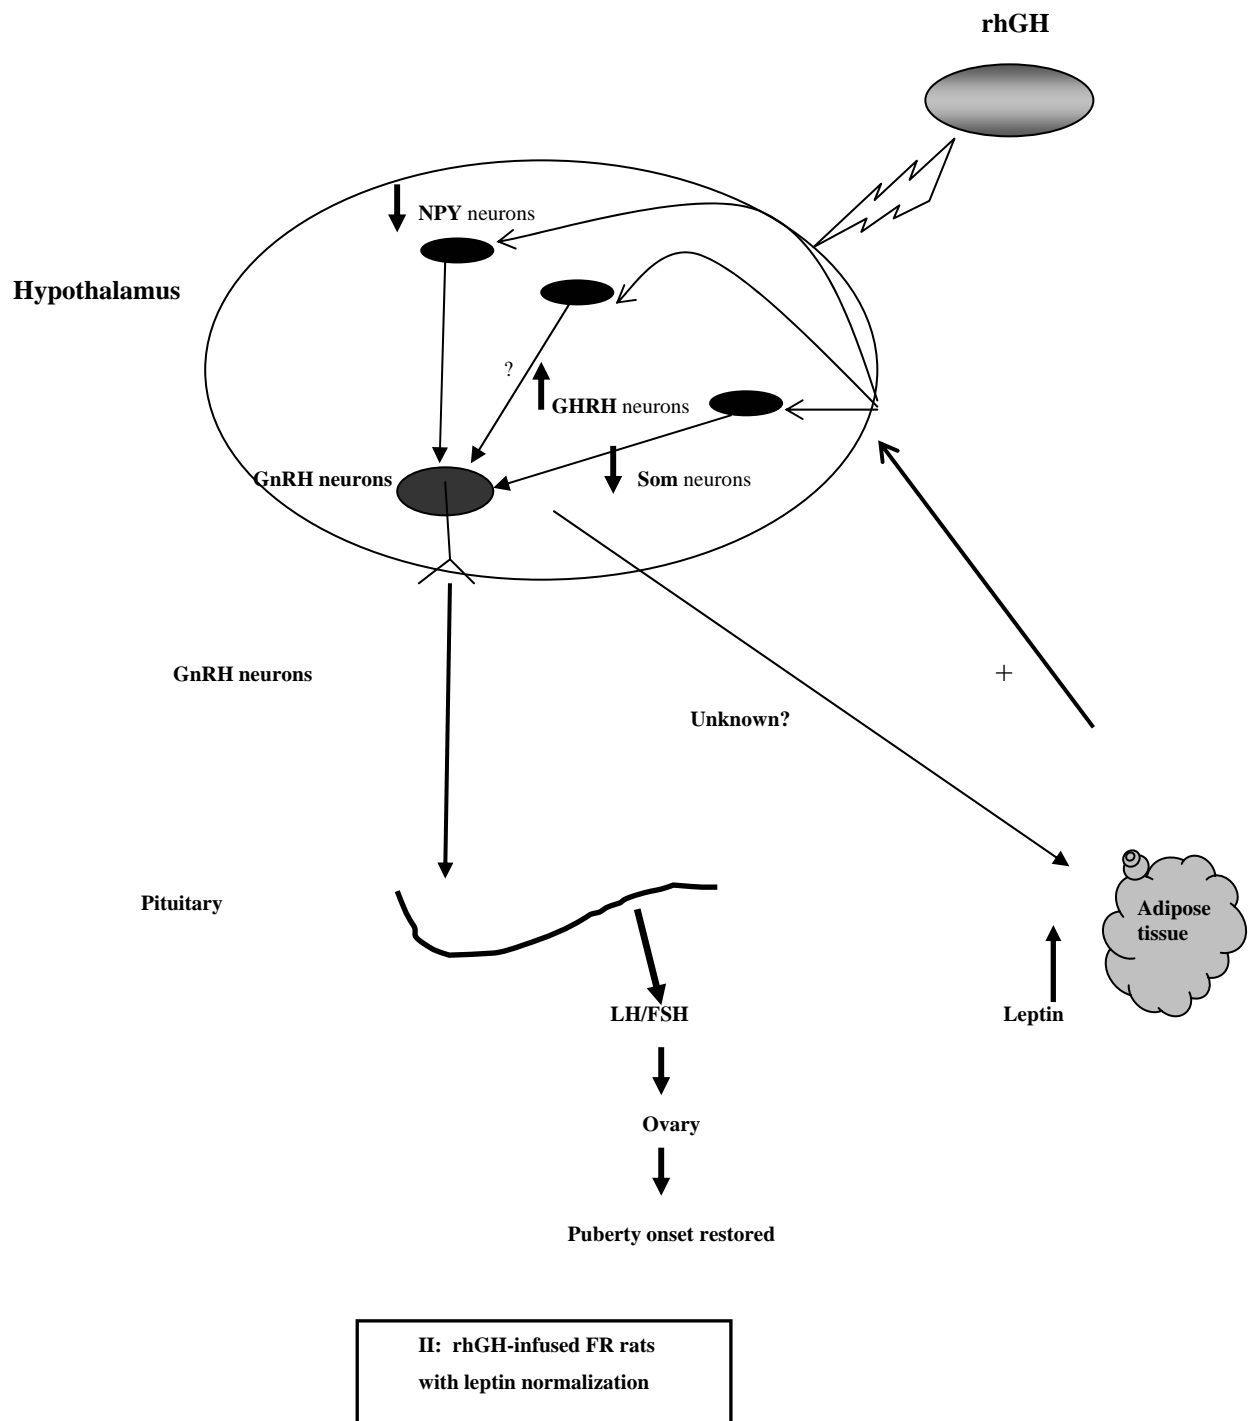 rhGH
NPY neurons
Hypothalamus
?
GHRH neurons
GnRH neurons
Som neurons
GnRH neurons
+
Unknown?
Pituitary
Adipose
tissue
LH/FSH
Leptin
Ovary
Puberty onset restored
II: rhGH-infused FR rats
with leptin normalization